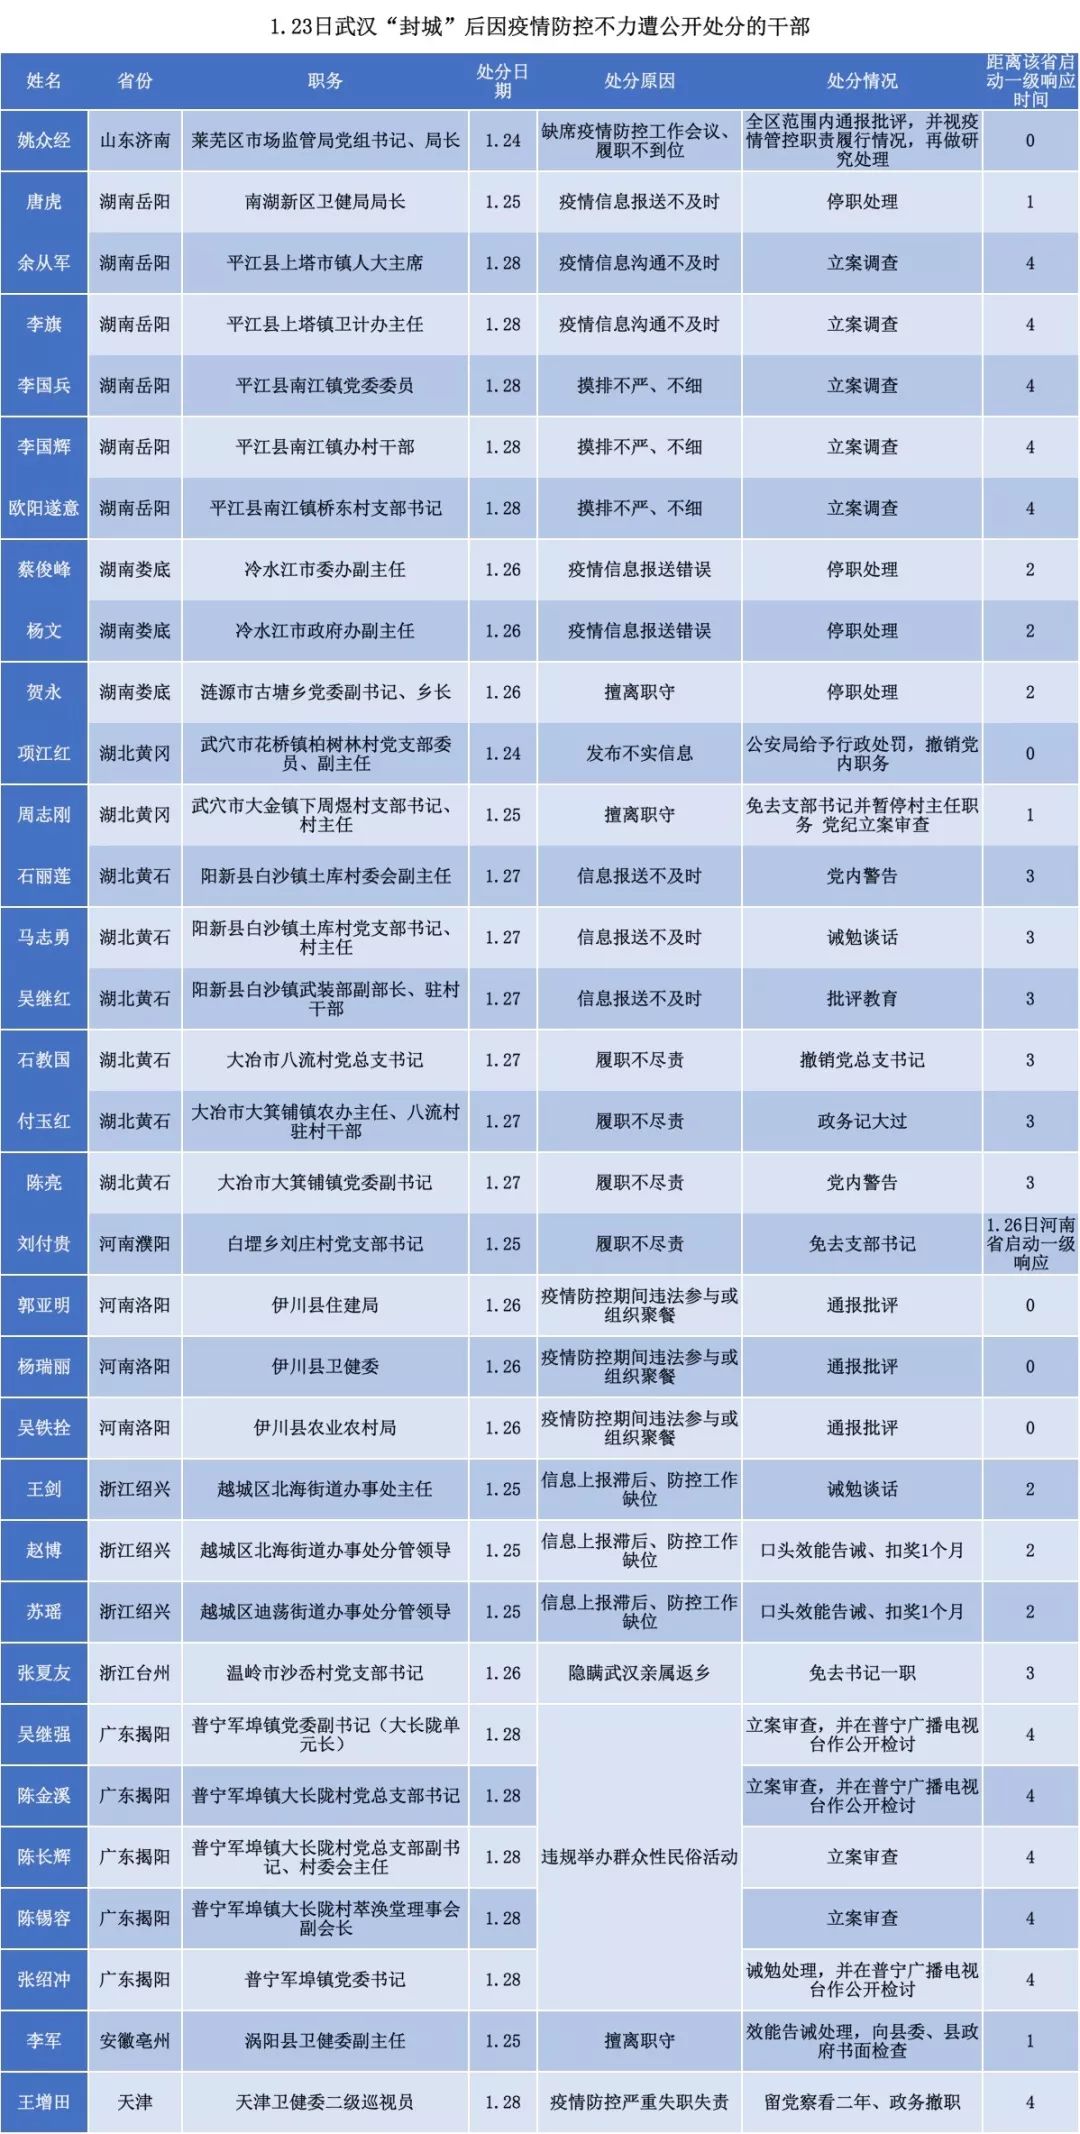 1.23日武汉“封城”后因疫情防控不力遭公开处分的干部
姓名 省份 职务 处分日期 处分原因 处分情况 距离该省启动一级响应时间
姚众经 山东济南 莱芜区市场监管局党组书记、局长 1.24 缺席疫情防控工作会议、履职不到位 全区范围内通报批评，并视疫情管控职责履行情况，再做研究处理 0
唐虎 湖南岳阳 南湖新区卫健局局长 1.25 疫情信息报送不及时 停职处理 1
余从军 湖南岳阳 平江县上塔市镇人大主席 1.28 疫情信息沟通不及时 立案调查 4
李旗 湖南岳阳 平江县上塔镇卫计办主任 1.28 疫情信息沟通不及时 立案调查 4
李国兵 湖南岳阳 平江县南江镇党委委员 1.28 摸排不严、不细 立案调查 4
李国辉 湖南岳阳 平江县南江镇办村干部 1.28 摸排不严、不细 立案调查 4
欧阳遂意 湖南岳阳 平江县南江镇桥东村支部书记 1.28 摸排不严、不细 立案调查 4
蔡俊峰 湖南娄底 冷水江市委办副主任 1.26 疫情信息报送错误 停职处理 2
杨文 湖南娄底 冷水江市政府办副主任 1.26 疫情信息报送错误 停职处理 2
贺永 湖南娄底 涟源市古塘乡党委副书记、乡长 1.26 擅离职守 停职处理 2
项江红 湖北黄冈 武穴市花桥镇柏树林村党支部委员、副主任 1.24 发布不实信息 公安局给予行政处罚，撤销党内职务 0
周志刚 湖北黄冈 武穴市大金镇下周煜村支部书记、村主任 1.25 擅离职守 免去支部书记并暂停村主任职务 党纪立案审查 1
石丽莲 湖北黄石 阳新县白沙镇土库村委会副主任 1.27 信息报送不及时 党内警告 3
马志勇 湖北黄石 阳新县白沙镇土库村党支部书记、村主任 1.27 信息报送不及时 诫勉谈话 3
吴继红 湖北黄石 阳新县白沙镇武装部副部长、驻村干部 1.27 信息报送不及时 批评教育 3
石教国 湖北黄石 大冶市八流村党总支书记 1.27 履职不尽责 撤销党总支书记 3
付玉红 湖北黄石 大冶市大箕铺镇农办主任、八流村驻村干部 1.27 履职不尽责 政务记大过 3
陈亮 湖北黄石 大冶市大箕铺镇党委副书记 1.27 履职不尽责 党内警告 3
刘付贵 河南濮阳 白堽乡刘庄村党支部书记 1.25 履职不尽责 免去支部书记 1.26日河南省启动一级响应
郭亚明 河南洛阳 伊川县住建局 1.26 疫情防控期间违法参与或组织聚餐 通报批评 0
杨瑞丽 河南洛阳 伊川县卫健委 1.26 疫情防控期间违法参与或组织聚餐 通报批评 0
吴铁拴 河南洛阳 伊川县农业农村局 1.26 疫情防控期间违法参与或组织聚餐 通报批评 0
王剑 浙江绍兴 越城区北海街道办事处主任 1.25 信息上报滞后、防控工作缺位 诫勉谈话 2
赵博 浙江绍兴 越城区北海街道办事处分管领导 1.25 信息上报滞后、防控工作缺位 口头效能告诫、扣奖1个月 2
苏瑶 浙江绍兴 越城区迪荡街道办事处分管领导 1.25 信息上报滞后、防控工作缺位 口头效能告诫、扣奖1个月 2
张夏友 浙江台州 温岭市沙岙村党支部书记 1.26 隐瞒武汉亲属返乡 免去书记一职 3
吴继强 广东揭阳 普宁军埠镇党委副书记（大长陇单元长） 1.28 立案审查，并在普宁广播电视台作公开检讨 4
陈金溪 广东揭阳 普宁军埠镇大长陇村党总支部书记 1.28 立案审查，并在普宁广播电视台作公开检讨 4
陈长辉 广东揭阳 普宁军埠镇大长陇村党总支部副书记、村委会主任 1.28 违规举办群众性民俗活动 立案审查 4
陈锡容 广东揭阳 普宁军埠镇大长陇村萃涣堂理事会副会长 1.28 立案审查 4
张绍冲 广东揭阳 普宁军埠镇党委书记 1.28 诫勉处理，并在普宁广播电视台作公开检讨 4
李军 安徽亳州 涡阳县卫健委副主任 1.25 擅离职守 效能告诫处理，向县委、县政府书面检查 1
王增田 天津 天津卫健委二级巡视员 1.28 疫情防控严重失职失责 留党察看二年、政务撤职 4